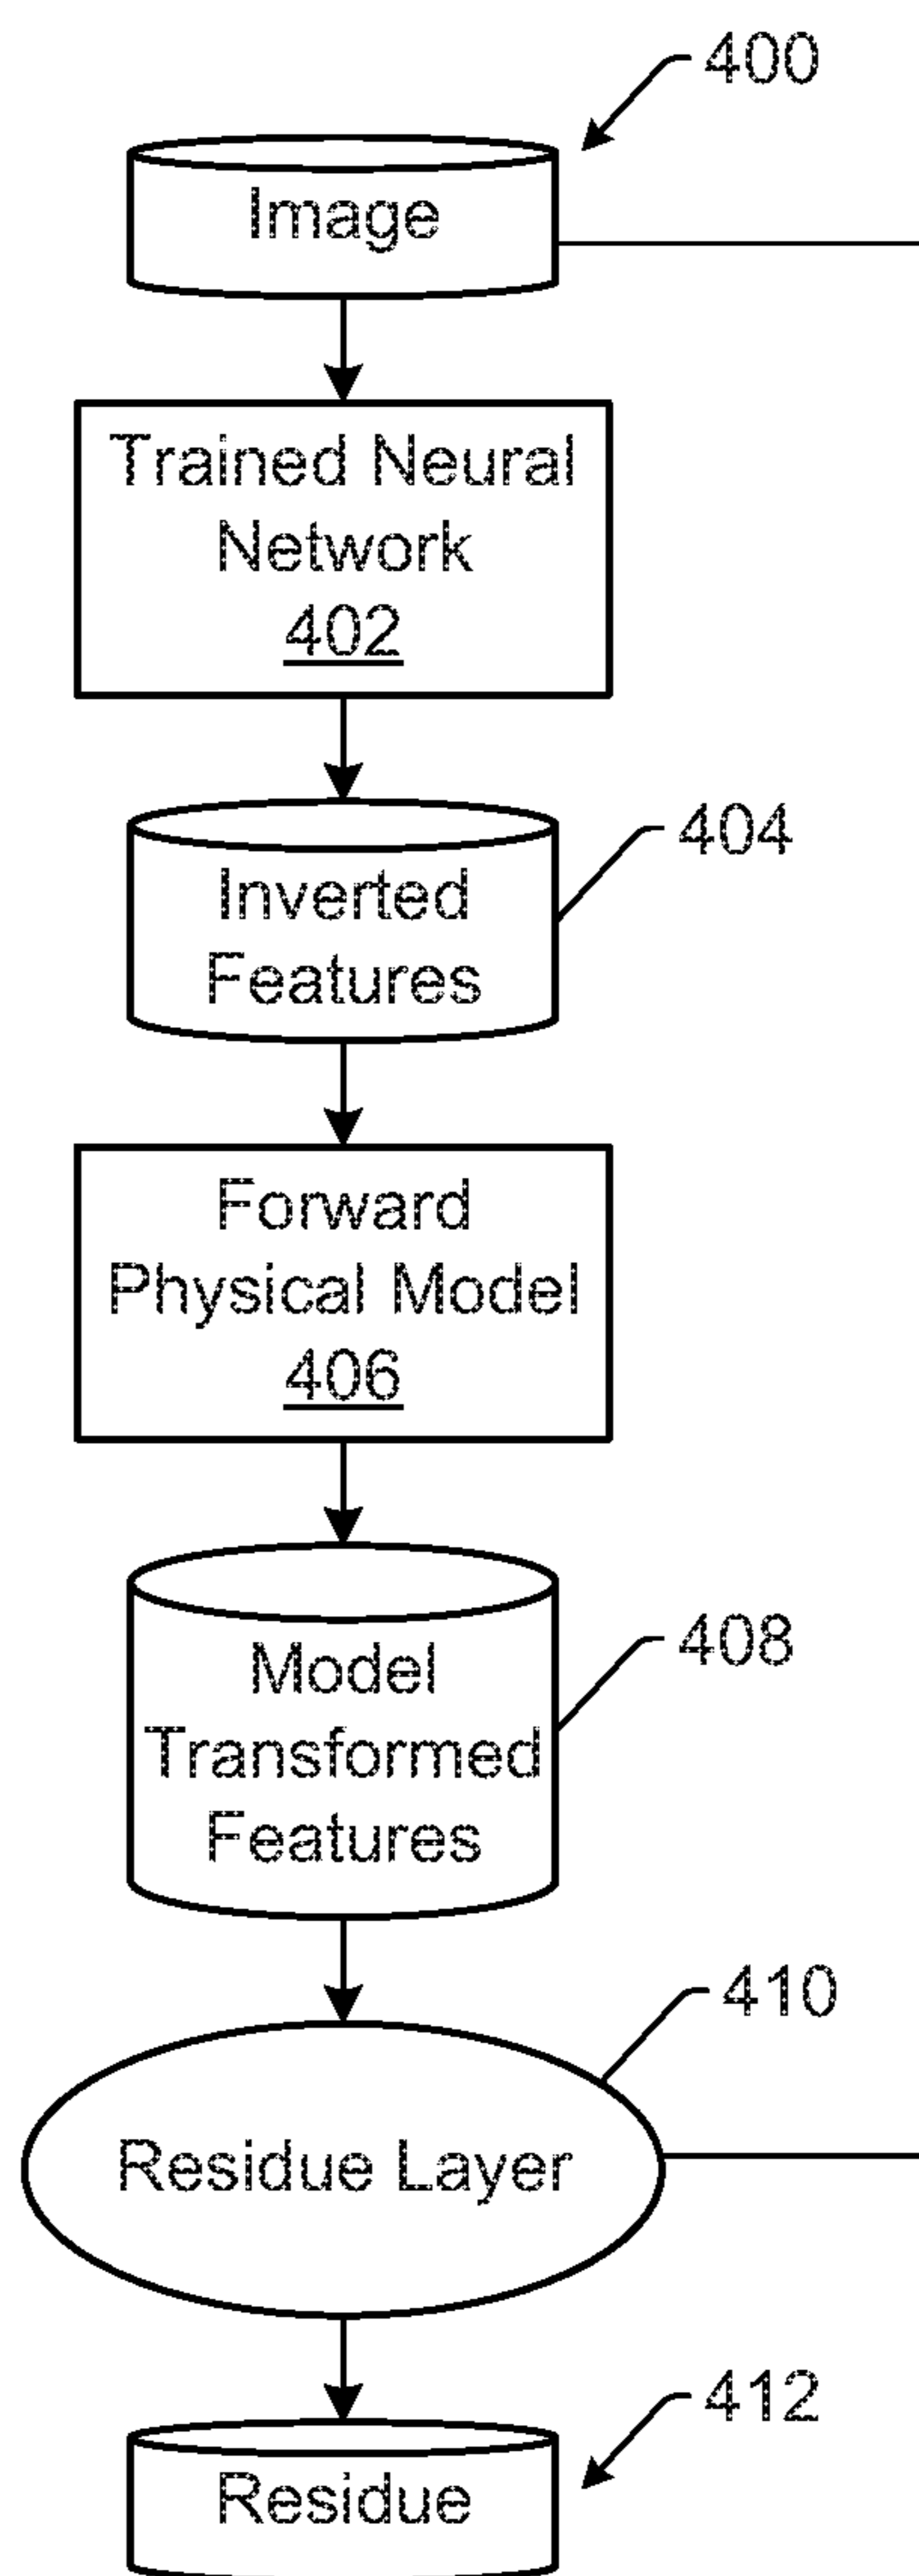 400
Image
Trained Neural
Network
402
404
Inverted
Features
Forward
Physical Model
406
408
Model
Transformed
Features
410
Residue Layer
412
Residue